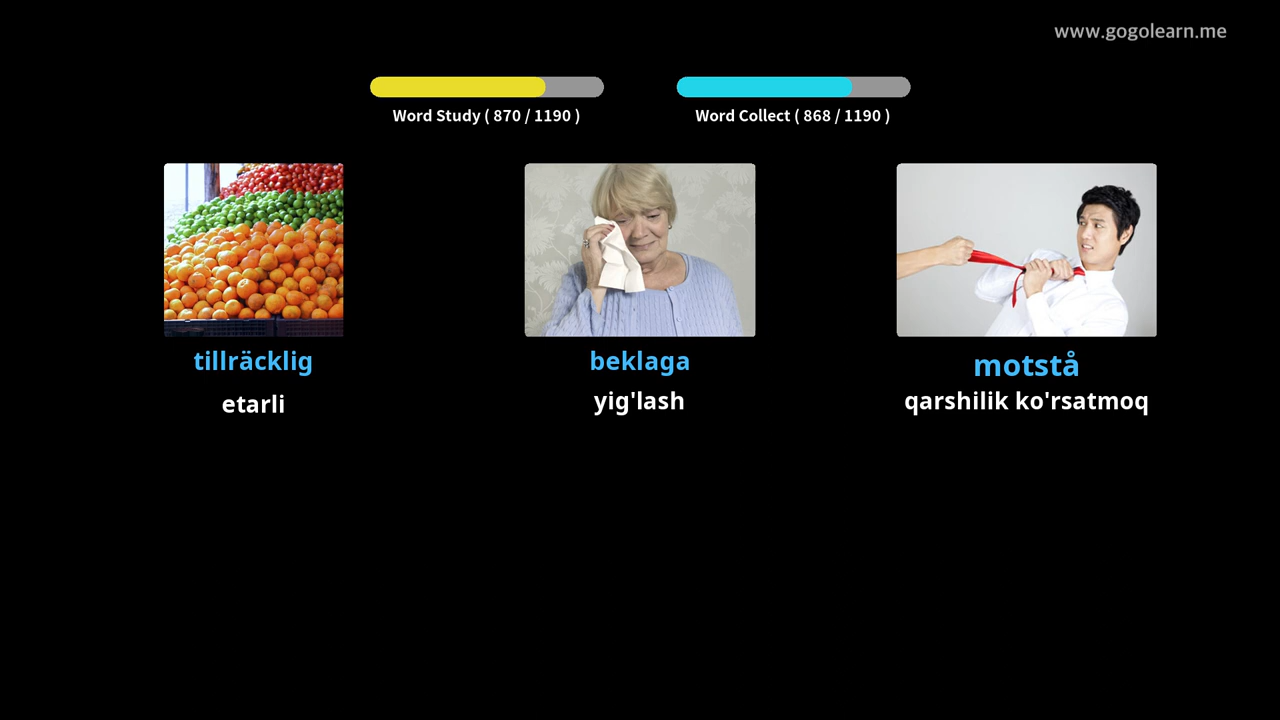 www.gogolearn.me
Word Study ( 870 / 1190 )
Word Collect ( 868 / 1190 )
tillräcklig
etarli
beklaga
yig'lash
motstå
qarshilik ko'rsatmoq